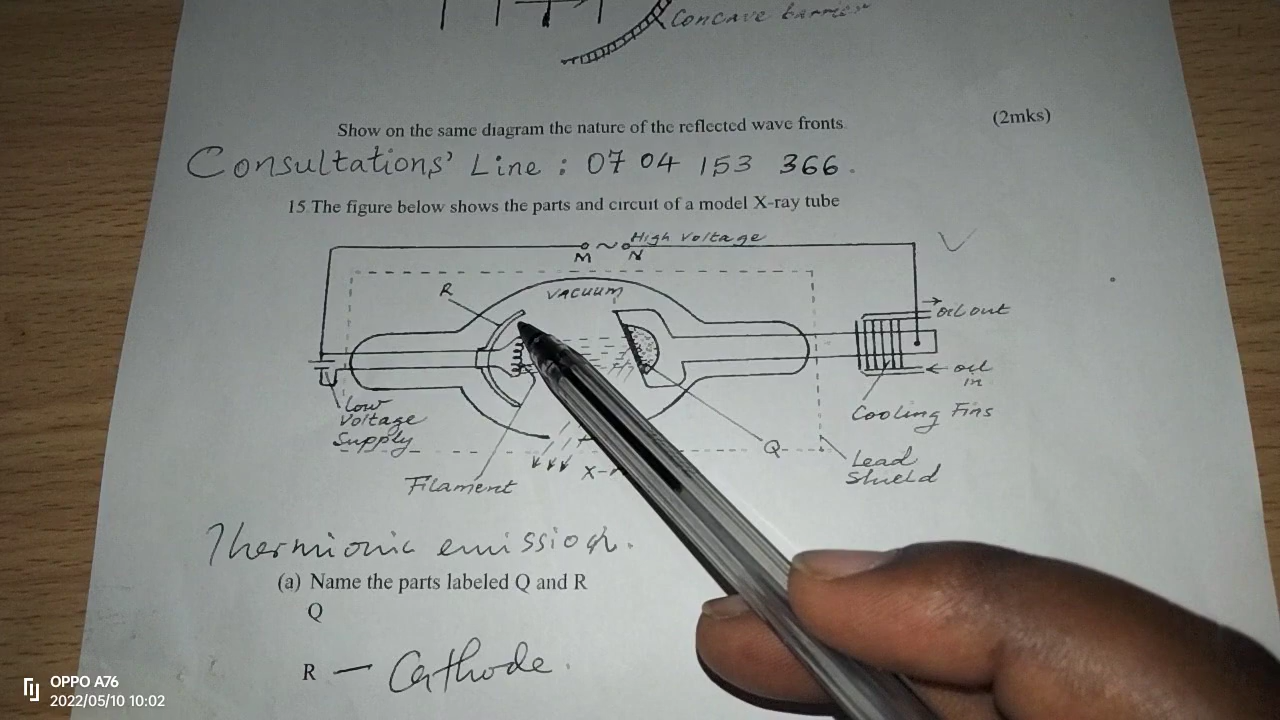 Concave barrier
Show on the same diagram the nature of the reflected wave fronts. (2mks)
Consultations' Line : 07 04 153 366.
15 The figure below shows the parts and circuit of a model X-ray tube
High Voltage
M ~ N
R
VACUUM
oil out
oil
in
Low
Voltage
Supply
Cooling Fins
Q
Lead
Shield
X-
Filament
Thermionic emission.
(a) Name the parts labeled Q and R
Q
R — Cathode.
OPPO A76
2022/05/10 10:02